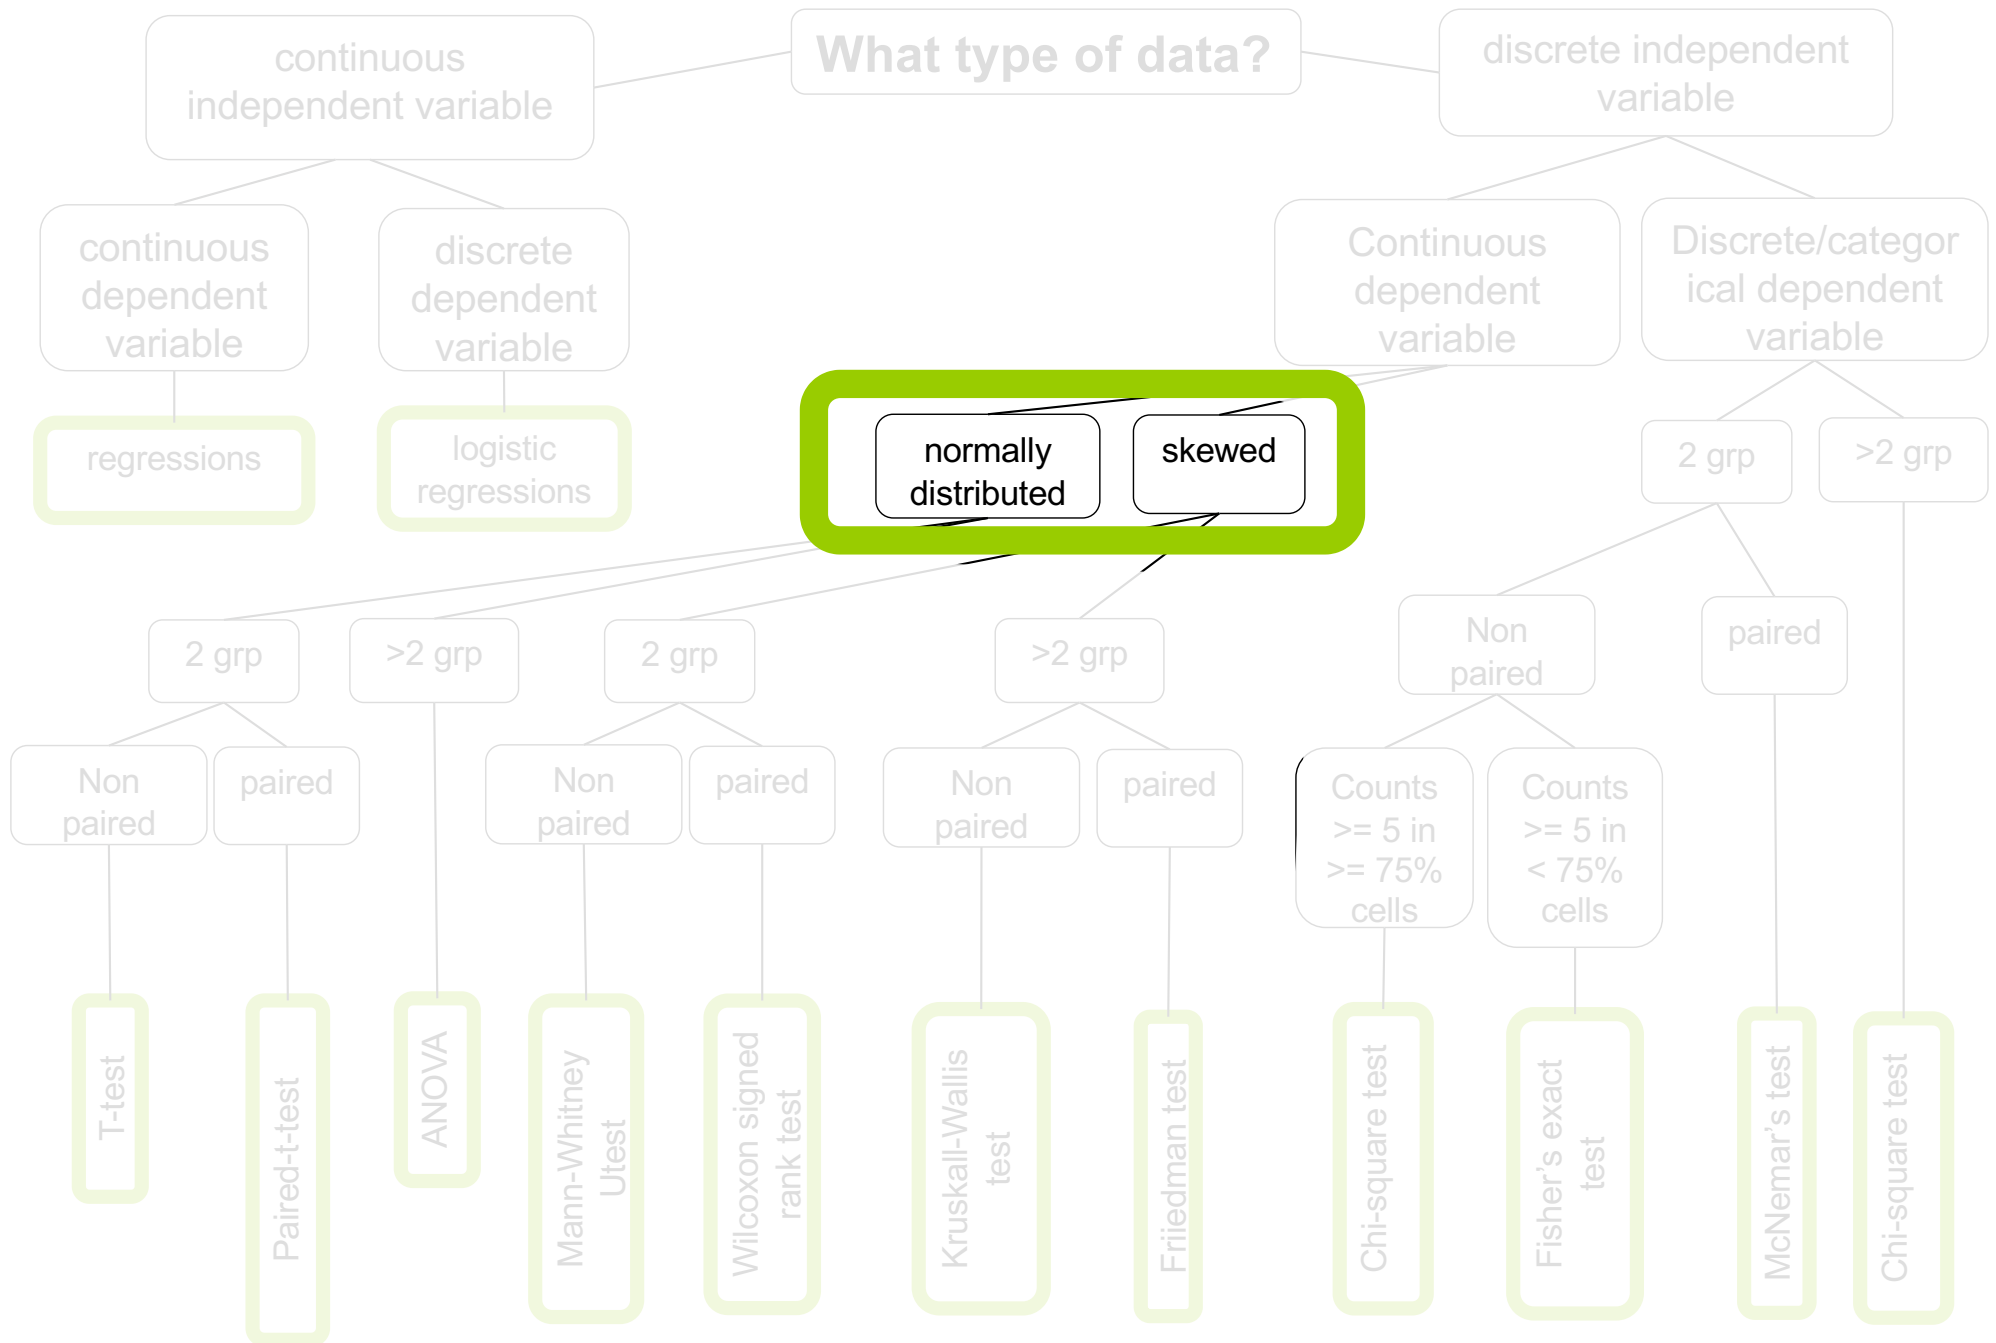 What type of data?
continuous
independent variable
discrete independent
variable
continuous
dependent
variable
discrete
dependent
variable
Continuous
dependent
variable
Discrete/categor
ical dependent
variable
regressions
logistic
regressions
normally
distributed
skewed
2 grp
>2 grp
2 grp
>2 grp
2 grp
>2 grp
Non
paired
paired
Non
paired
paired
Non
paired
paired
Non
paired
paired
Counts
>= 5 in
>= 75%
cells
Counts
>= 5 in
< 75%
cells
T-test
Paired-t-test
ANOVA
Mann-Whitney
Utest
Wilcoxon signed
rank test
Kruskall-Wallis
test
Friiedman test
Chi-square test
Fisher's exact
test
McNemar's test
Chi-square test